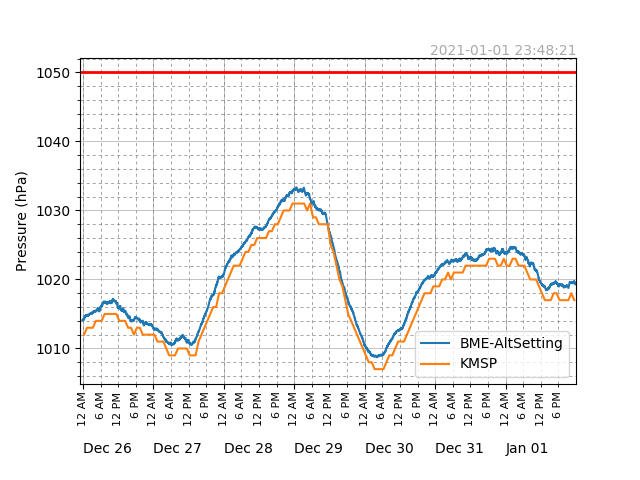 2021-01-01 23:48:21
Pressure (hPa)
1050
1040
1030
1020
1010
BME-AltSetting
KMSP
12 AM 6 AM 12 PM 6 PM 12 AM 6 AM 12 PM 6 PM 12 AM 6 AM 12 PM 6 PM 12 AM 6 AM 12 PM 6 PM 12 AM 6 AM 12 PM 6 PM 12 AM 6 AM 12 PM 6 PM 12 AM 6 AM 12 PM 6 PM
Dec 26 Dec 27 Dec 28 Dec 29 Dec 30 Dec 31 Jan 01